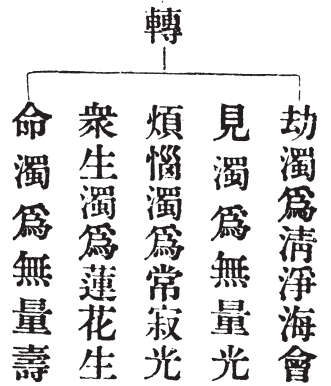 轉
劫濁爲淸淨海會
見濁爲無量光
煩惱濁爲常寂光
衆生濁爲蓮花生
命濁爲無量壽